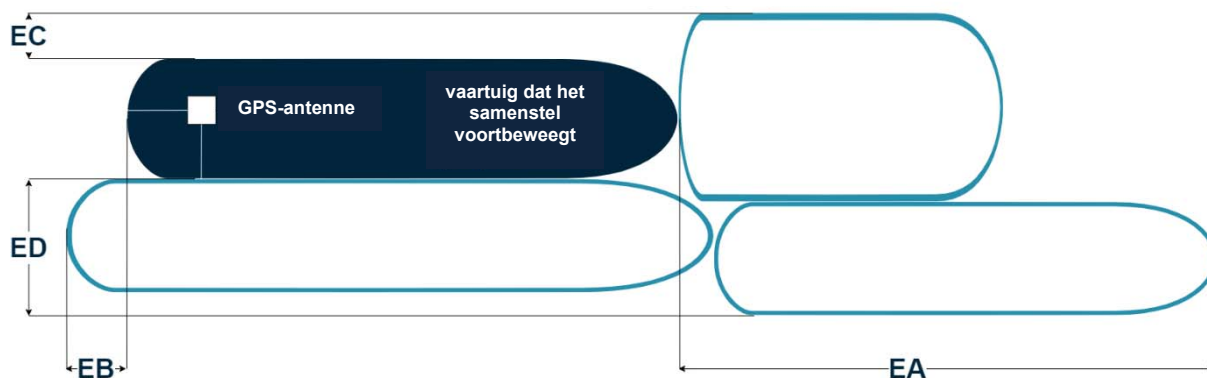 EC
GPS-antenne
vaartuig dat het
samenstel
voortbeweegt
ED
EB
EA